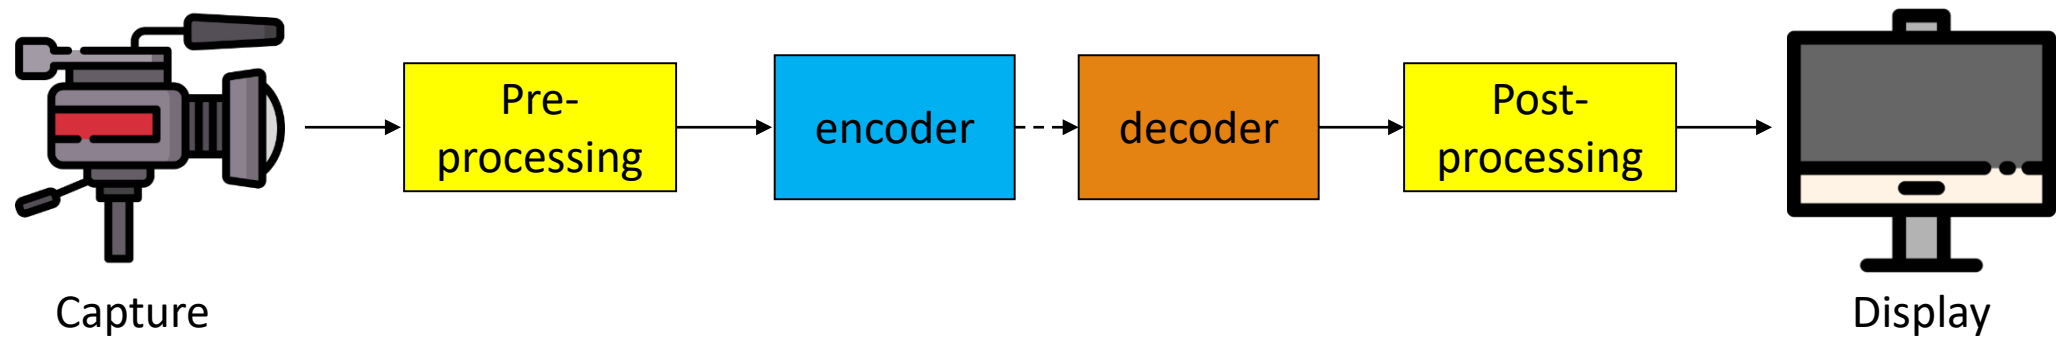 Pre-
processing
encoder
decoder
Post-
processing
Capture
Display